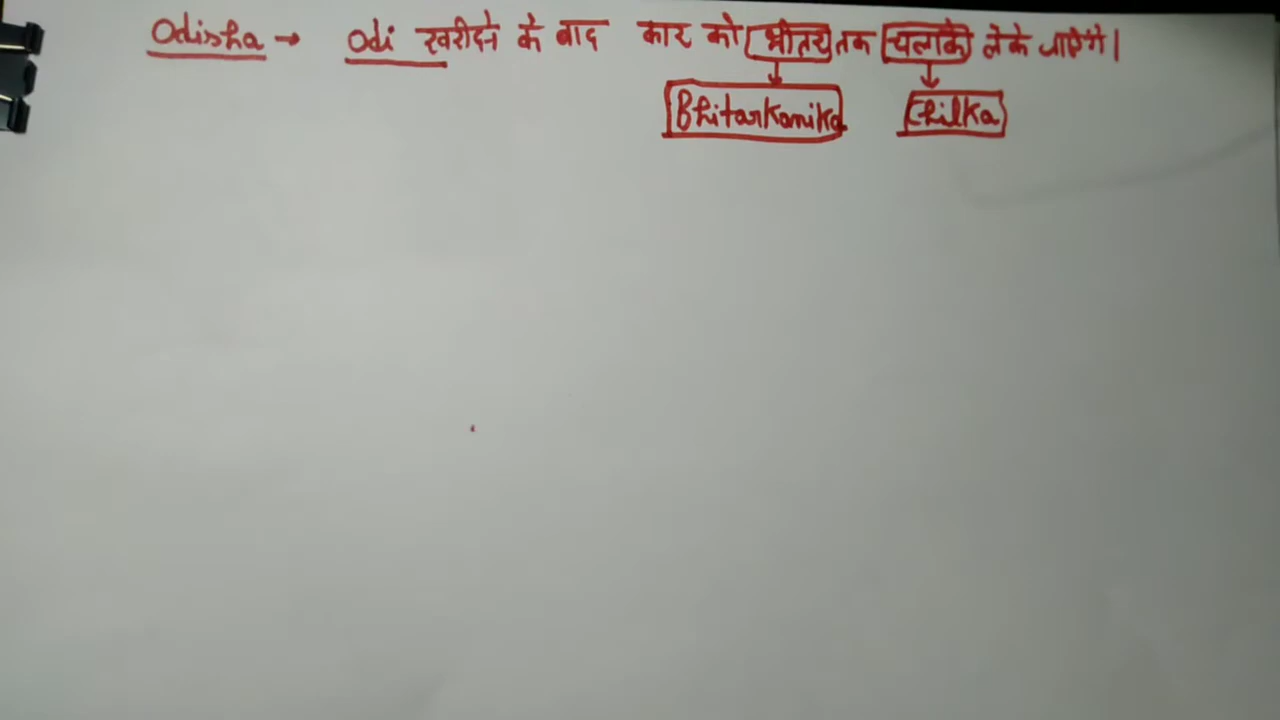 Odisha → Odi खरीदने के बाद कार को भीतर तक चलाके लेके जाएंगे।
Bhitarkanika Chilka